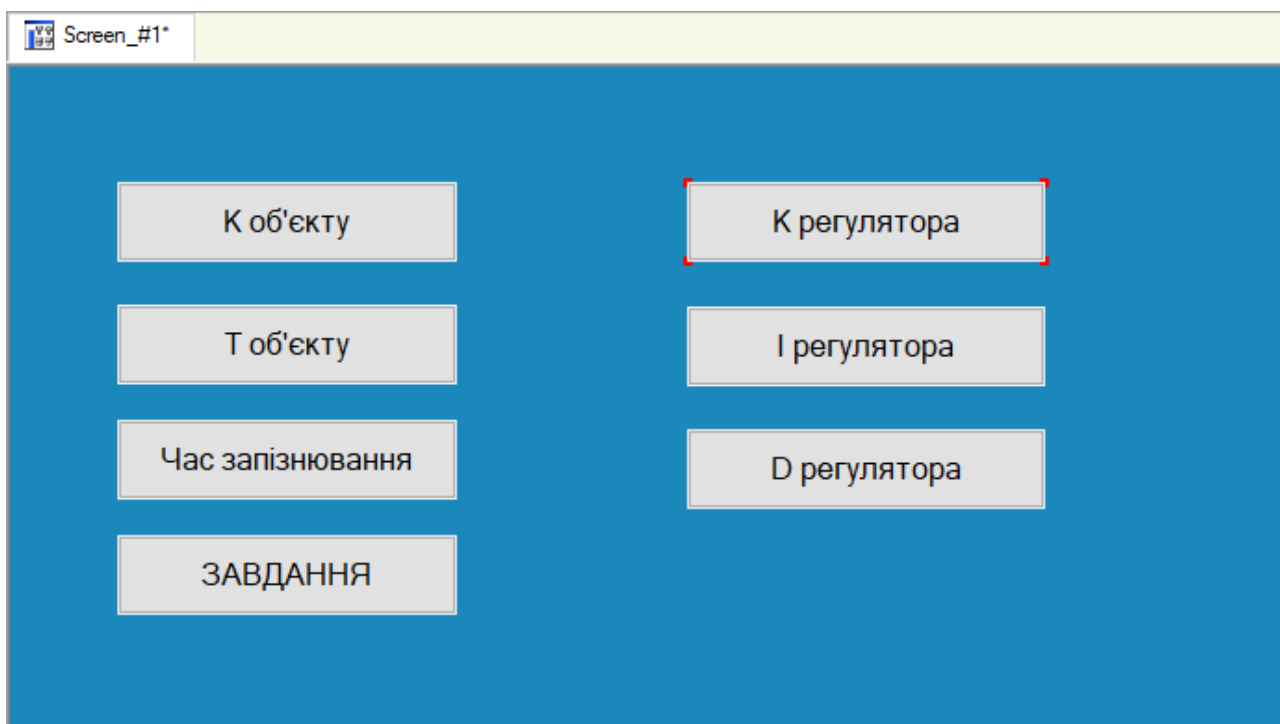 Screen_#1*
К об'єкту
Т об'єкту
Час запізнювання
ЗАВДАННЯ
К регулятора
І регулятора
D регулятора